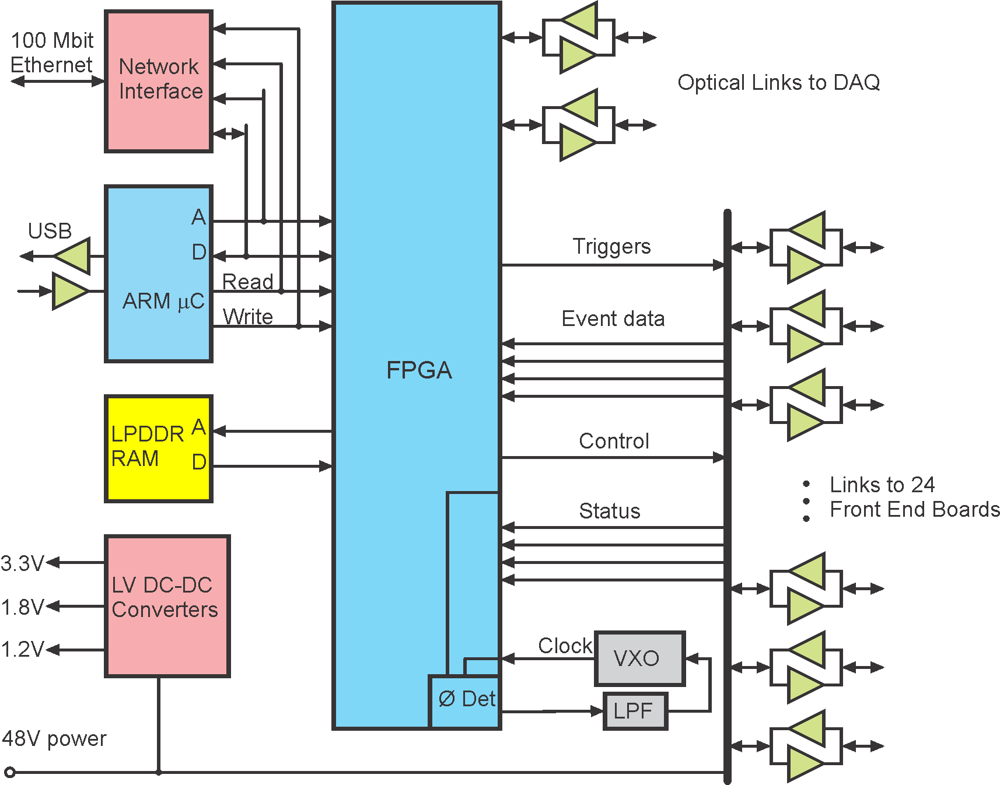 100 Mbit
Ethernet
Network
Interface
Optical Links to DAQ
USB
A
D
Read
ARM μC
Write
FPGA
Triggers
Event data
Control
Status
LPDDR
RAM
A
D
Links to 24
Front End Boards
3.3V
1.8V
1.2V
LV DC-DC
Converters
Clock
VXO
Ø Det
LPF
48V power